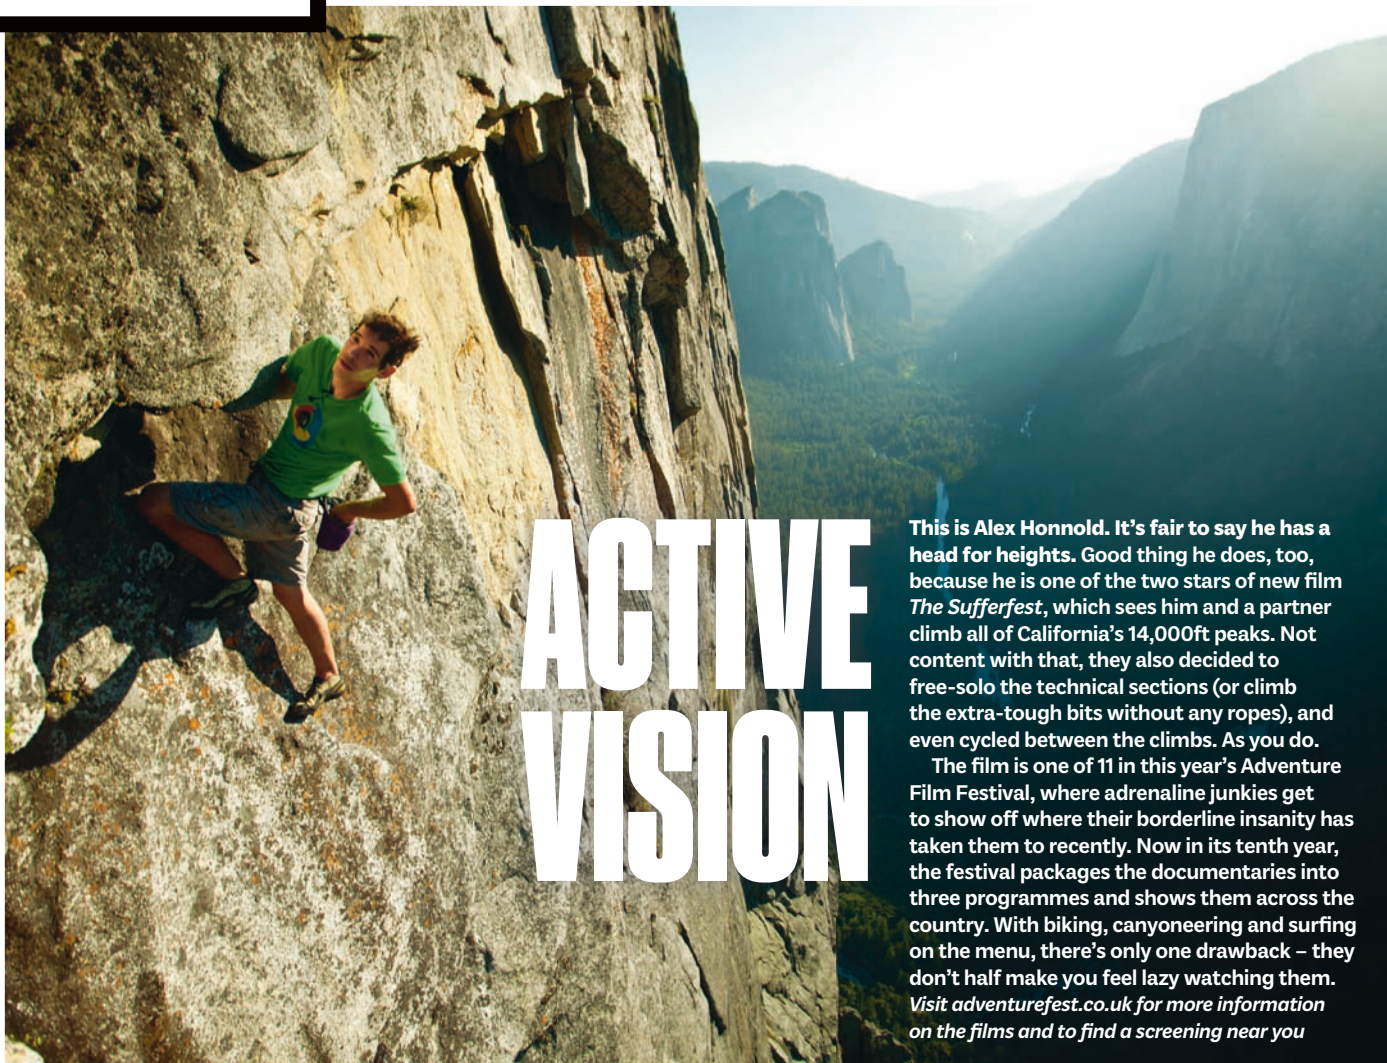 ACTIVE
VISION
This is Alex Honnold. It’s fair to say he has a
head for heights. Good thing he does, too,
because he is one of the two stars of new film
The Sufferfest, which sees him and a partner
climb all of California’s 14,000ft peaks. Not
content with that, they also decided to
free-solo the technical sections (or climb
the extra-tough bits without any ropes), and
even cycled between the climbs. As you do.
The film is one of 11 in this year’s Adventure
Film Festival, where adrenaline junkies get
to show off where their borderline insanity has
taken them to recently. Now in its tenth year,
the festival packages the documentaries into
three programmes and shows them across the
country. With biking, canyoneering and surfing
on the menu, there’s only one drawback – they
don’t half make you feel lazy watching them.
Visit adventurefest.co.uk for more information
on the films and to find a screening near you